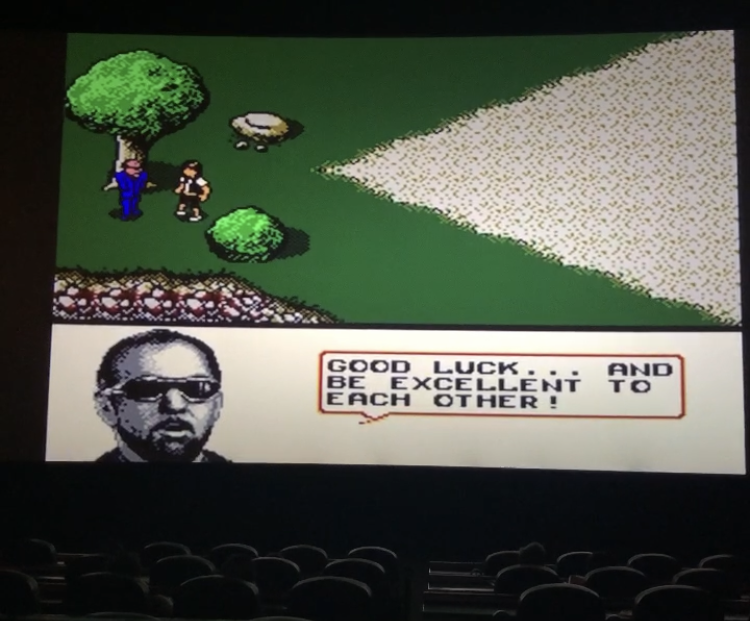 GOOD LUCK... AND
BE EXCELLENT TO
EACH OTHER!